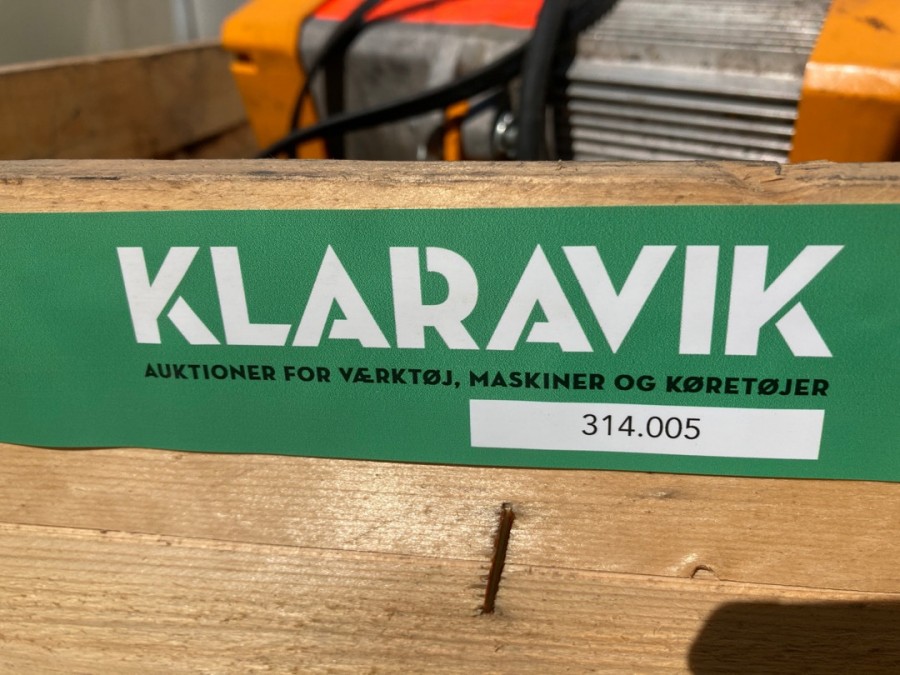 KLARAVIK
AUKTIONER FOR VÆRKTØJ, MASKINER OG KØRETØJER
314.005